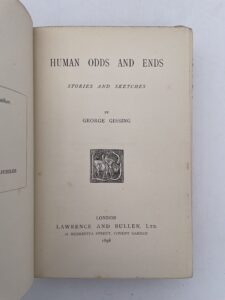 HUMAN ODDS AND ENDS
STORIES AND SKETCHES
BY
GEORGE GISSING
LONDON
LAWRENCE AND BULLEN, LTD.
16 HENRIETTA STREET, COVENT GARDEN
1898